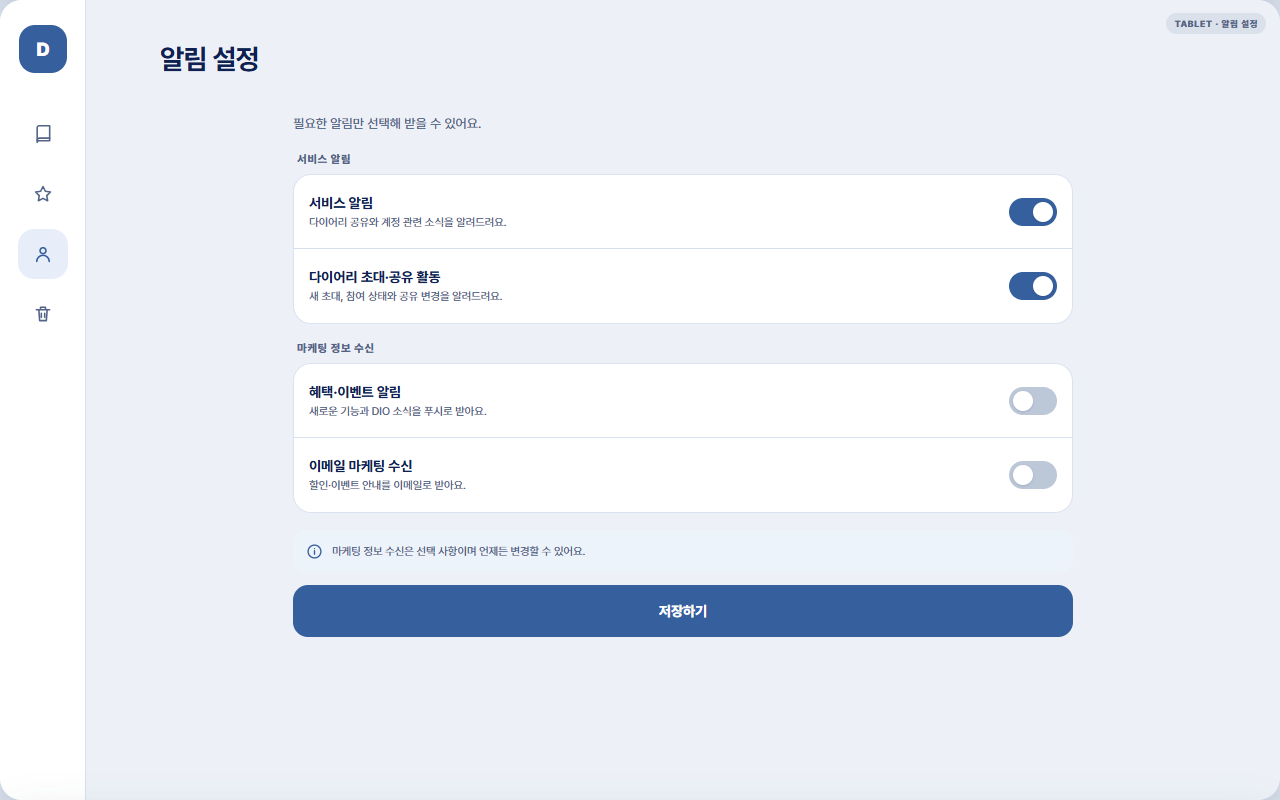 D
TABLET · 알림 설정
알림 설정
필요한 알림만 선택해 받을 수 있어요.
서비스 알림
서비스 알림
다이어리 공유와 계정 관련 소식을 알려드려요.
다이어리 초대·공유 활동
새 초대, 참여 상태와 공유 변경을 알려드려요.
마케팅 정보 수신
혜택·이벤트 알림
새로운 기능과 DIO 소식을 푸시로 받아요.
이메일 마케팅 수신
할인·이벤트 안내를 이메일로 받아요.
마케팅 정보 수신은 선택 사항이며 언제든 변경할 수 있어요.
저장하기